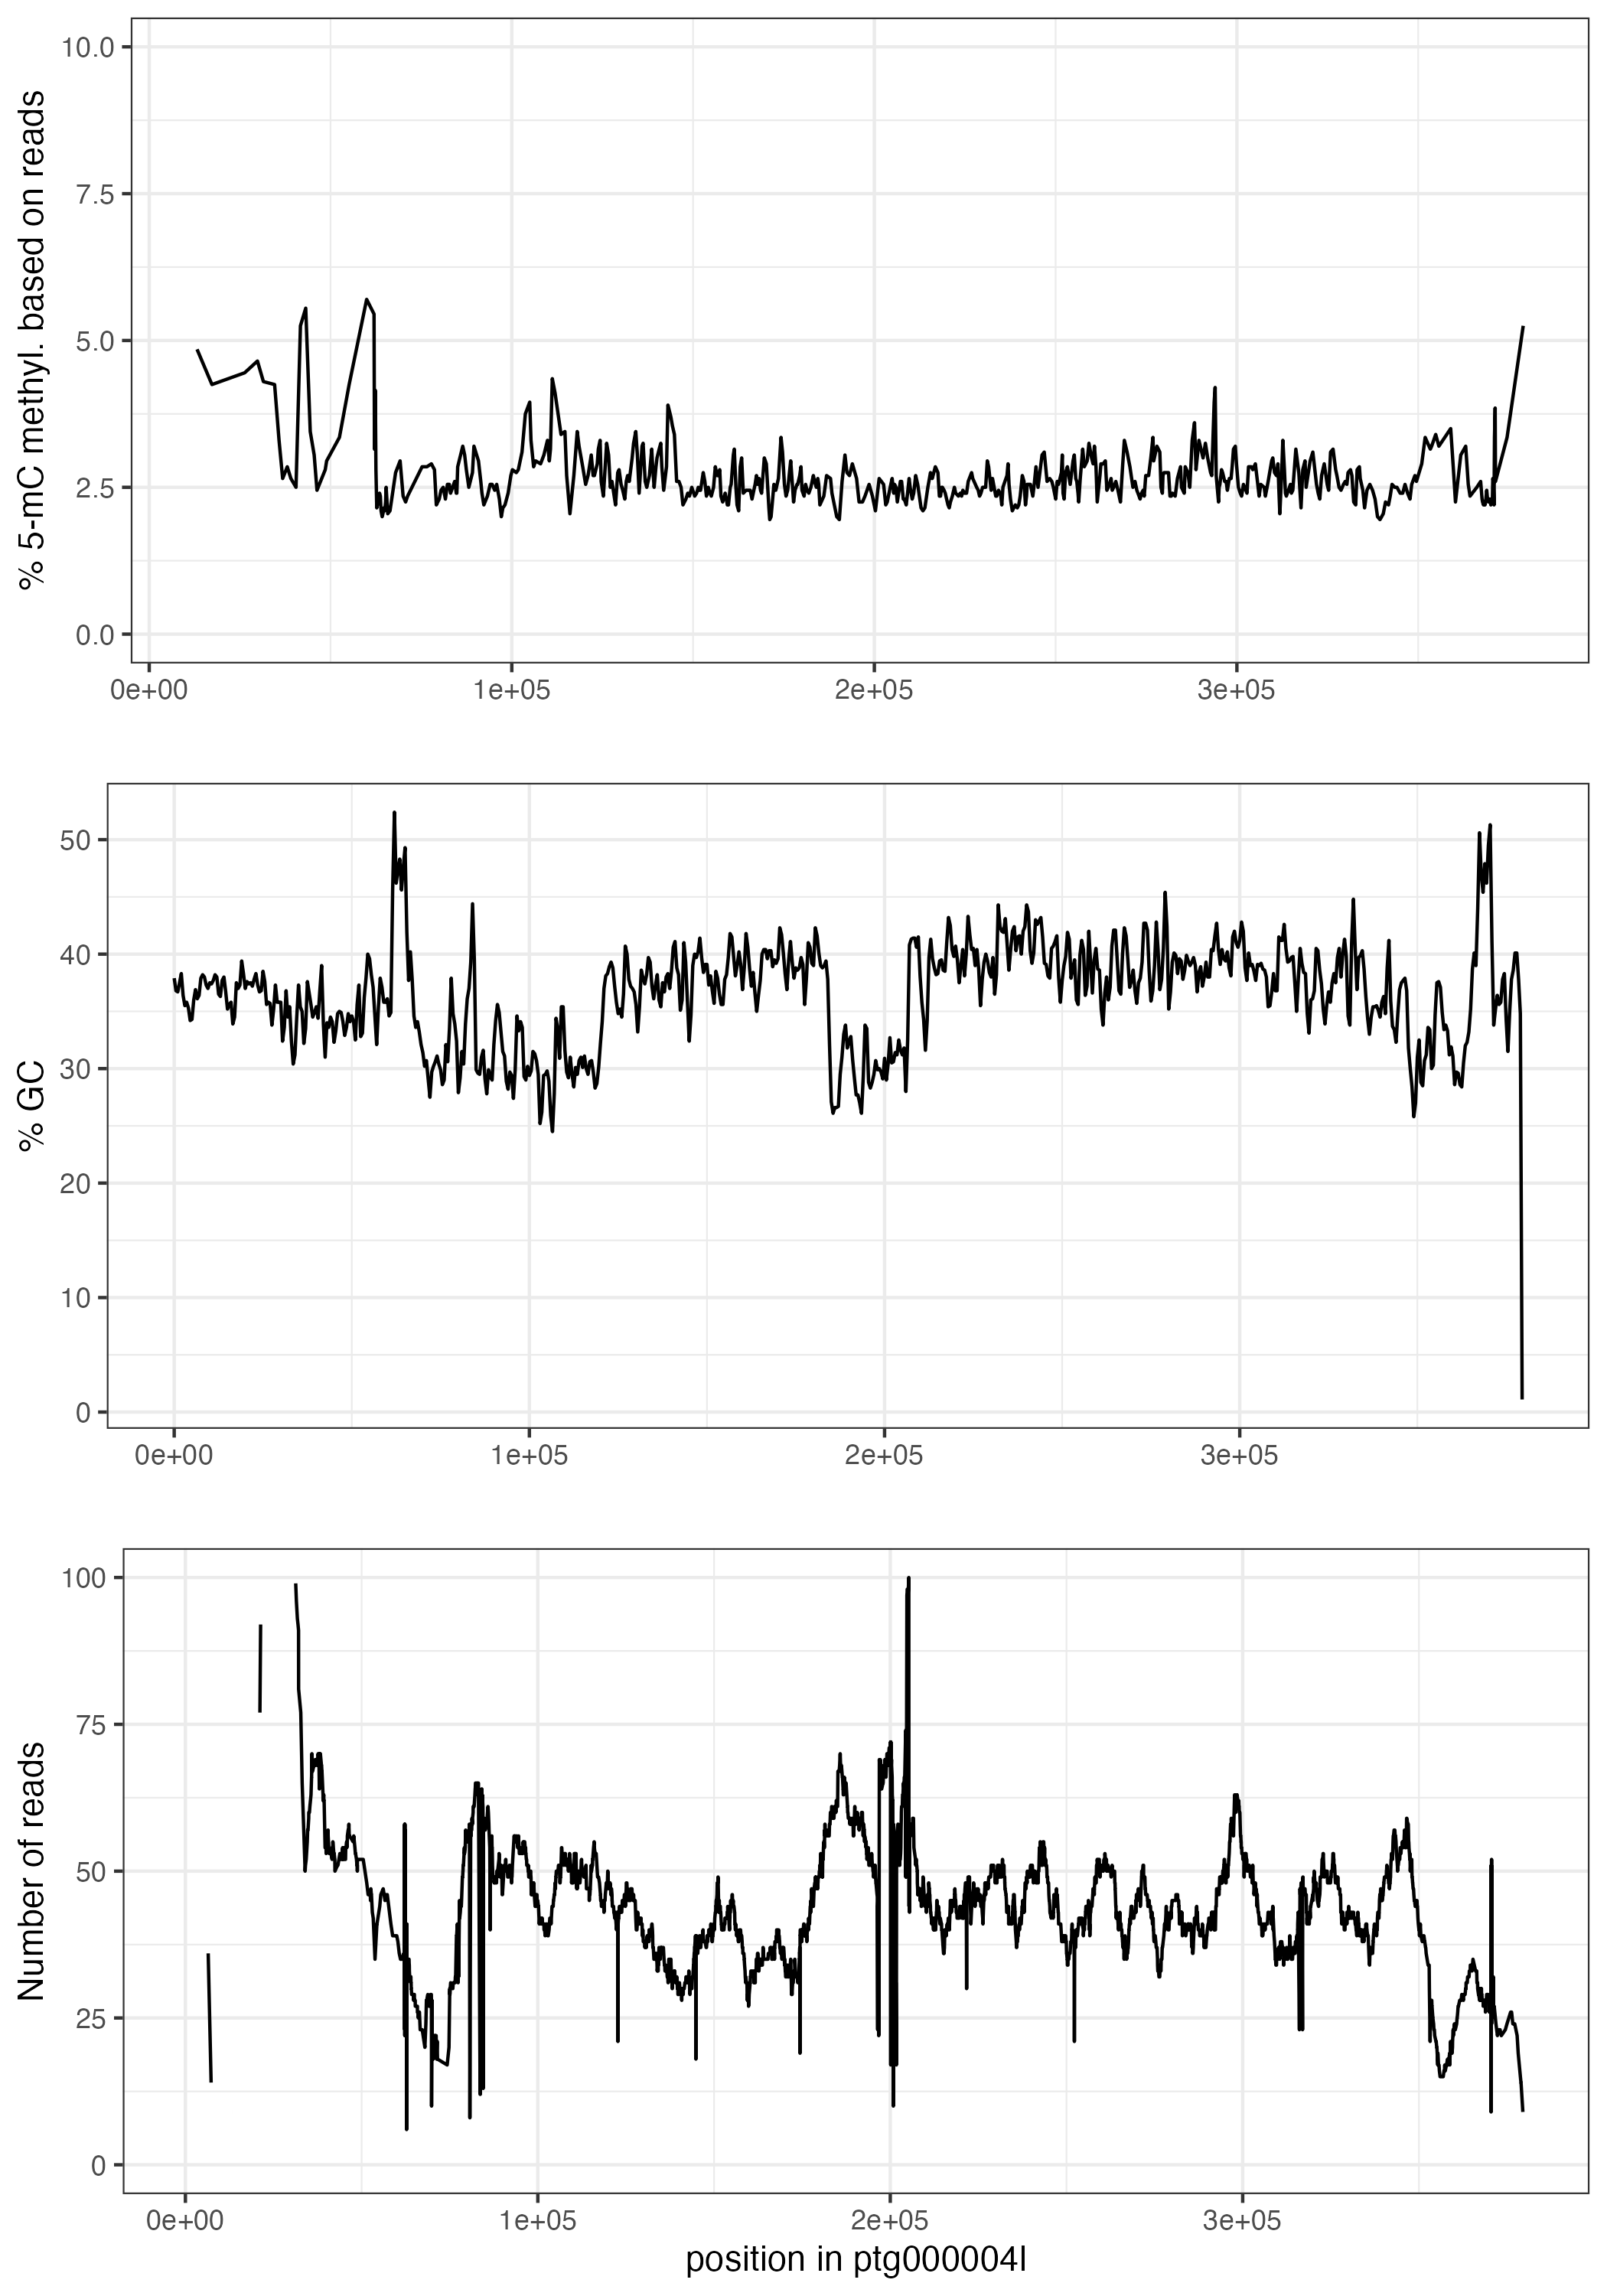 % 5-mC methyl. based on reads
10.0
7.5
5.0
2.5
0.0
0e+00 1e+05 2e+05 3e+05
% GC
50
40
30
20
10
0
0e+00 1e+05 2e+05 3e+05
Number of reads
100
75
50
25
0
0e+00 1e+05 2e+05 3e+05
position in ptg000004l